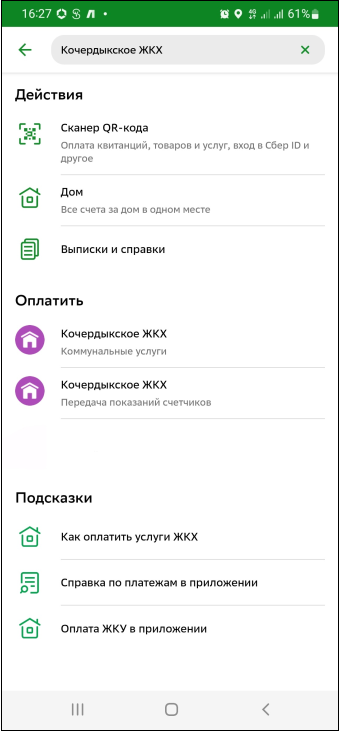 16:27 61%
Кочердыкское ЖКХ
Действия
Сканер QR-кода
Оплата квитанций, товаров и услуг, вход в Сбер ID и
другое
Дом
Все счета за дом в одном месте
Выписки и справки
Оплатить
Кочердыкское ЖКХ
Коммунальные услуги
Кочердыкское ЖКХ
Передача показаний счетчиков
Подсказки
Как оплатить услуги ЖКХ
Справка по платежам в приложении
Оплата ЖКУ в приложении